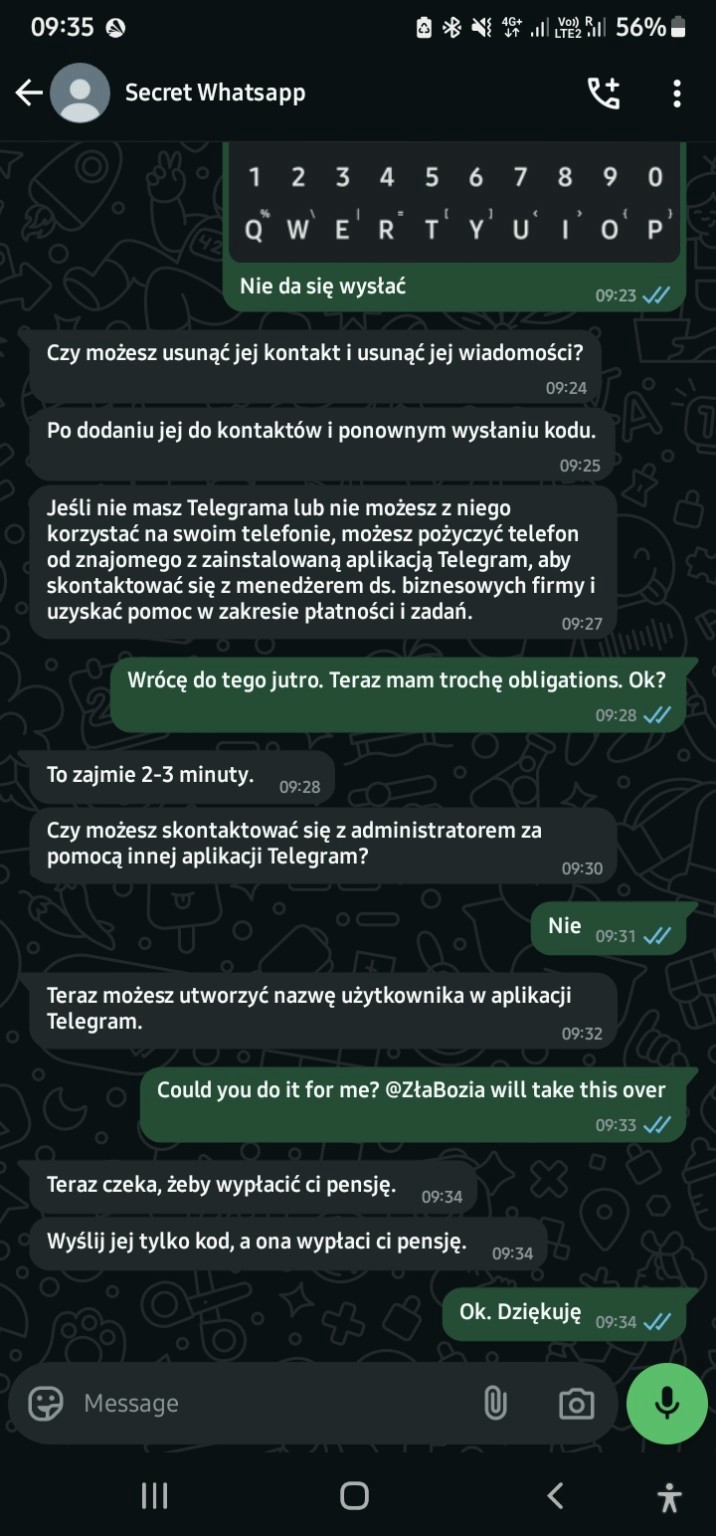 09:35
4G+
Vo))
LTE2
R
56%
Secret Whatsapp
1 2 3 4 5 6 7 8 9 0
% \ | = [ ] < > { }
Q W E R T Y U I O P
Nie da się wysłać
09:23
Czy możesz usunąć jej kontakt i usunąć jej wiadomości?
09:24
Po dodaniu jej do kontaktów i ponownym wysłaniu kodu.
09:25
Jeśli nie masz Telegrama lub nie możesz z niego
korzystać na swoim telefonie, możesz pożyczyć telefon
od znajomego z zainstalowaną aplikacją Telegram, aby
skontaktować się z menedżerem ds. biznesowych firmy i
uzyskać pomoc w zakresie płatności i zadań.
09:27
Wrócę do tego jutro. Teraz mam trochę obligations. Ok?
09:28
To zajmie 2-3 minuty. 09:28
Czy możesz skontaktować się z administratorem za
pomocą innej aplikacji Telegram?
09:30
Nie 09:31
Teraz możesz utworzyć nazwę użytkownika w aplikacji
Telegram.
09:32
Could you do it for me? @ZłaBozia will take this over
09:33
Teraz czeka, żeby wypłacić ci pensję. 09:34
Wyślij jej tylko kod, a ona wypłaci ci pensję. 09:34
Ok. Dziękuję 09:34
Message